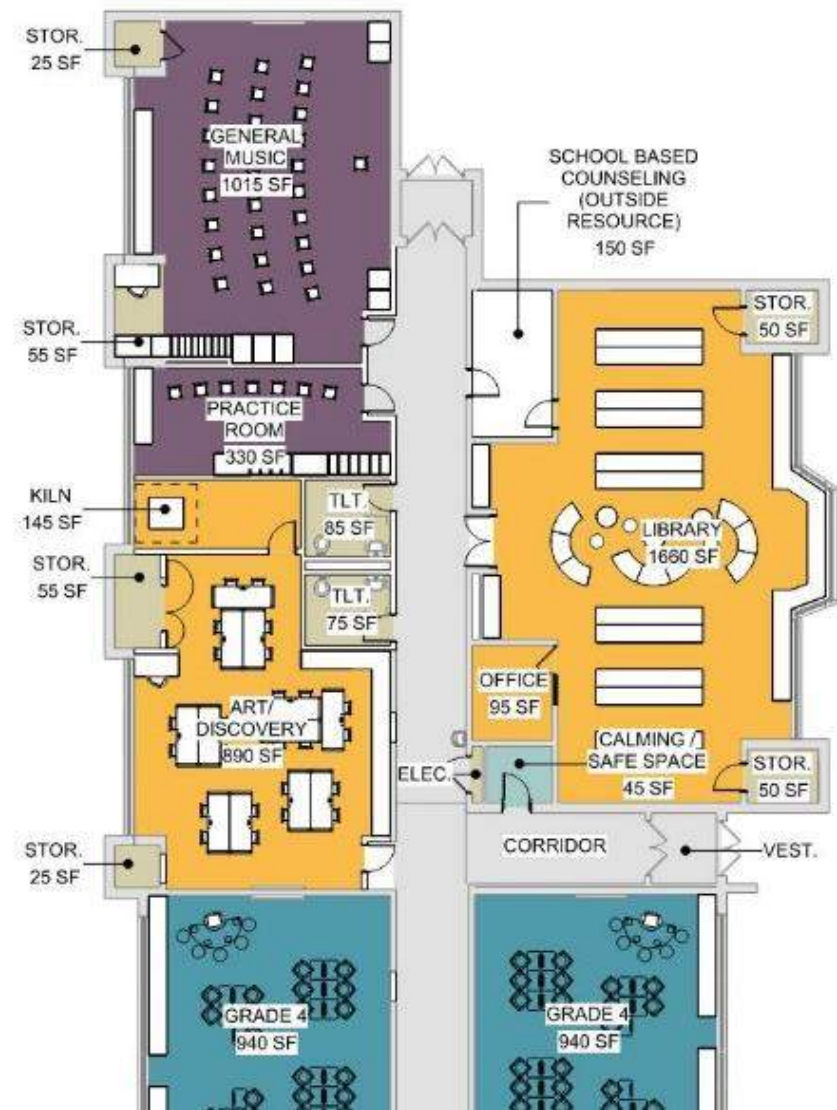 STOR.
25 SF
GENERAL
MUSIC
1015 SF
SCHOOL BASED
COUNSELING
(OUTSIDE
RESOURCE)
150 SF
STOR.
55 SF
STOR.
50 SF
PRACTICE
ROOM
330 SF
KILN
145 SF
TLT.
85 SF
LIBRARY
1660 SF
STOR.
55 SF
TLT.
75 SF
OFFICE
95 SF
ART/
DISCOVERY
890 SF
[CALMING /]
SAFE SPACE
45 SF
ELEC.
STOR.
50 SF
STOR.
25 SF
CORRIDOR
VEST.
GRADE 4
940 SF
GRADE 4
940 SF